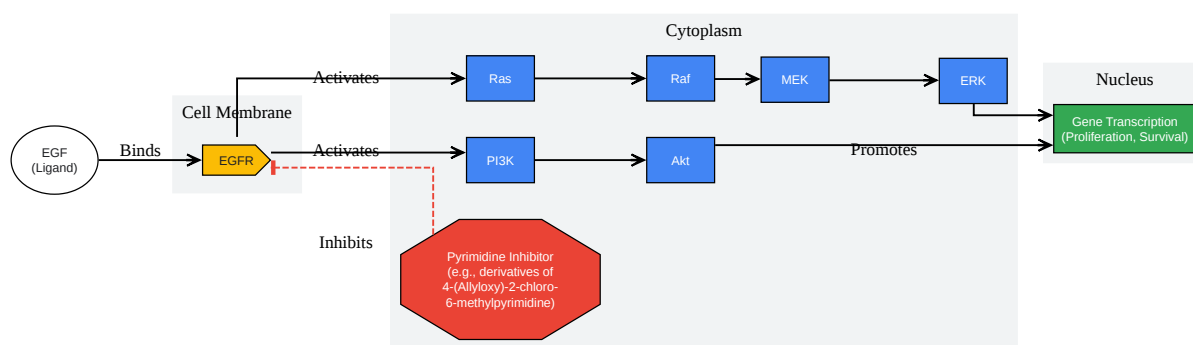 Cytoplasm
Activates
Ras
Raf
MEK
ERK
Nucleus
Cell Membrane
Gene Transcription
(Proliferation, Survival)
EGF
(Ligand)
Binds
EGFR
Activates
PI3K
Akt
Promotes
Inhibits
Pyrimidine Inhibitor
(e.g., derivatives of
4-(Allyloxy)-2-chloro-
6-methylpyrimidine)